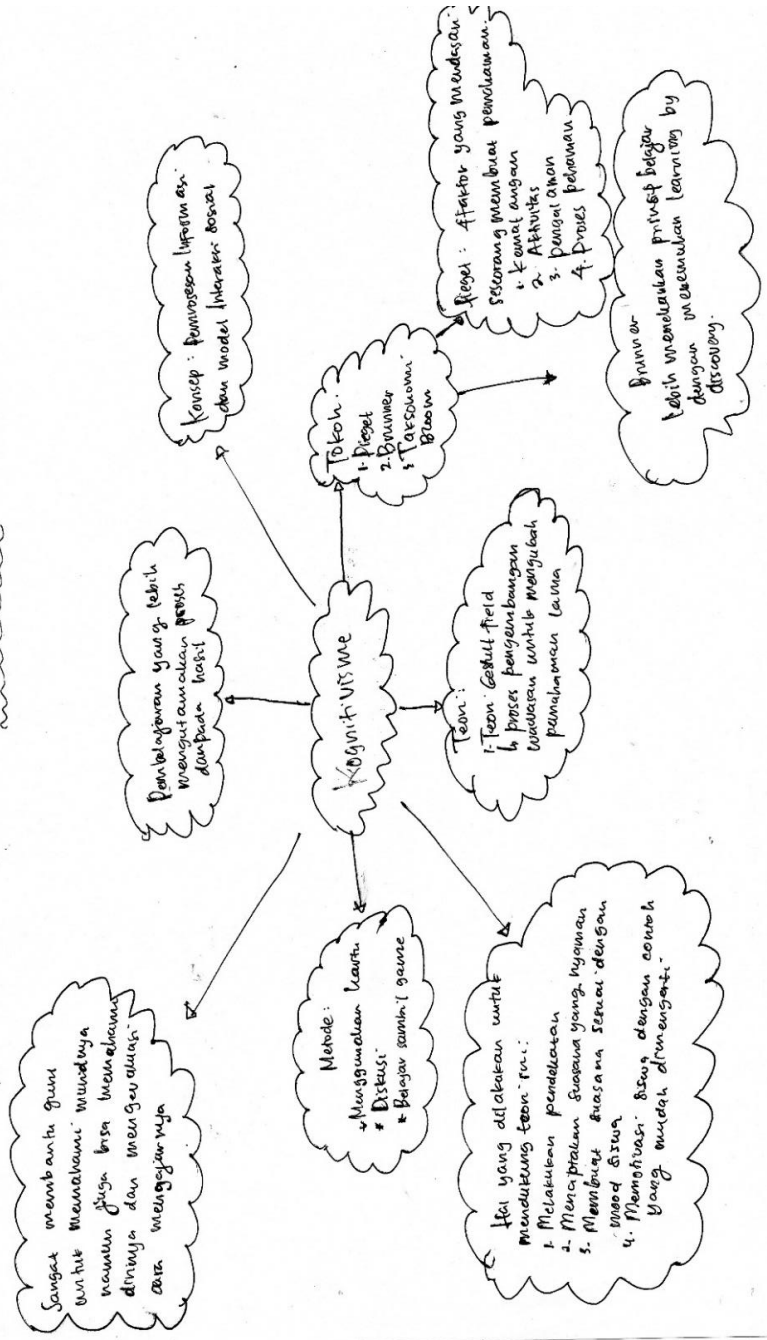 Sangat membantu guru
untuk memahami muridnya
namun juga bisa memahami
dirinya dan mengevaluasi
cara mengajarnya
Pembelajaran yang lebih
mengutamakan proses
daripada hasil
Konsep : Pemrosesan Informasi
dan model Interaksi sosial
Kognitivisme
Metode:
* Menggunakan kartu
* Diskusi
* Belajar sambil game
Tokoh:
1. Pieget
2. Brunner
3. Taksonomi
Bloom
Pieget : 4 faktor yang mendasari
seseorang membuat pemahaman.
1. Kematangan
2. Aktivitas
3. pengalaman
4. Proses pehaman
Brunner
Lebih menekankan prinsip belajar
dengan menemukan learning by
discovery.
Teori:
1. Teori Gestult field
↳ proses pengembangan
wawasan untuk mengubah
pemahaman lama
Hal yang dilakukan untuk
mendukung teori ini:
1. Melakukan pendekatan
2. Menciptakan suasana yang nyaman
3. Membuat suasana sesuai dengan
mood siswa
4. Memotivasi siswa dengan contoh
yang mudah dimengerti